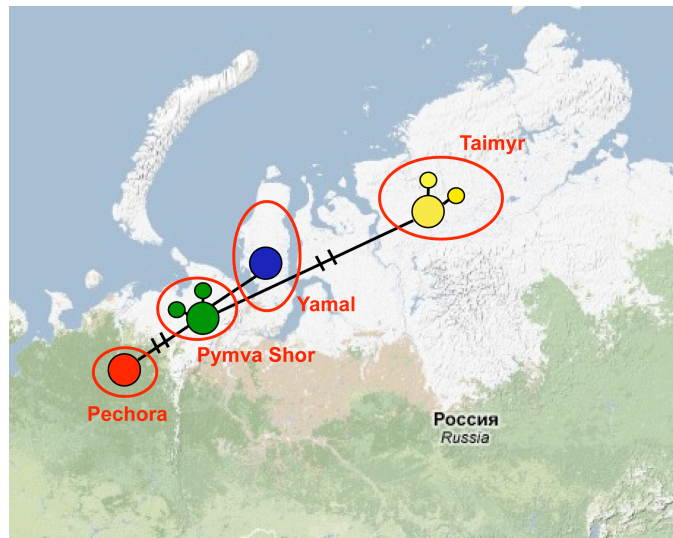 Taimyr
Yamal
Pymva Shor
Pechora
Россия
Russia